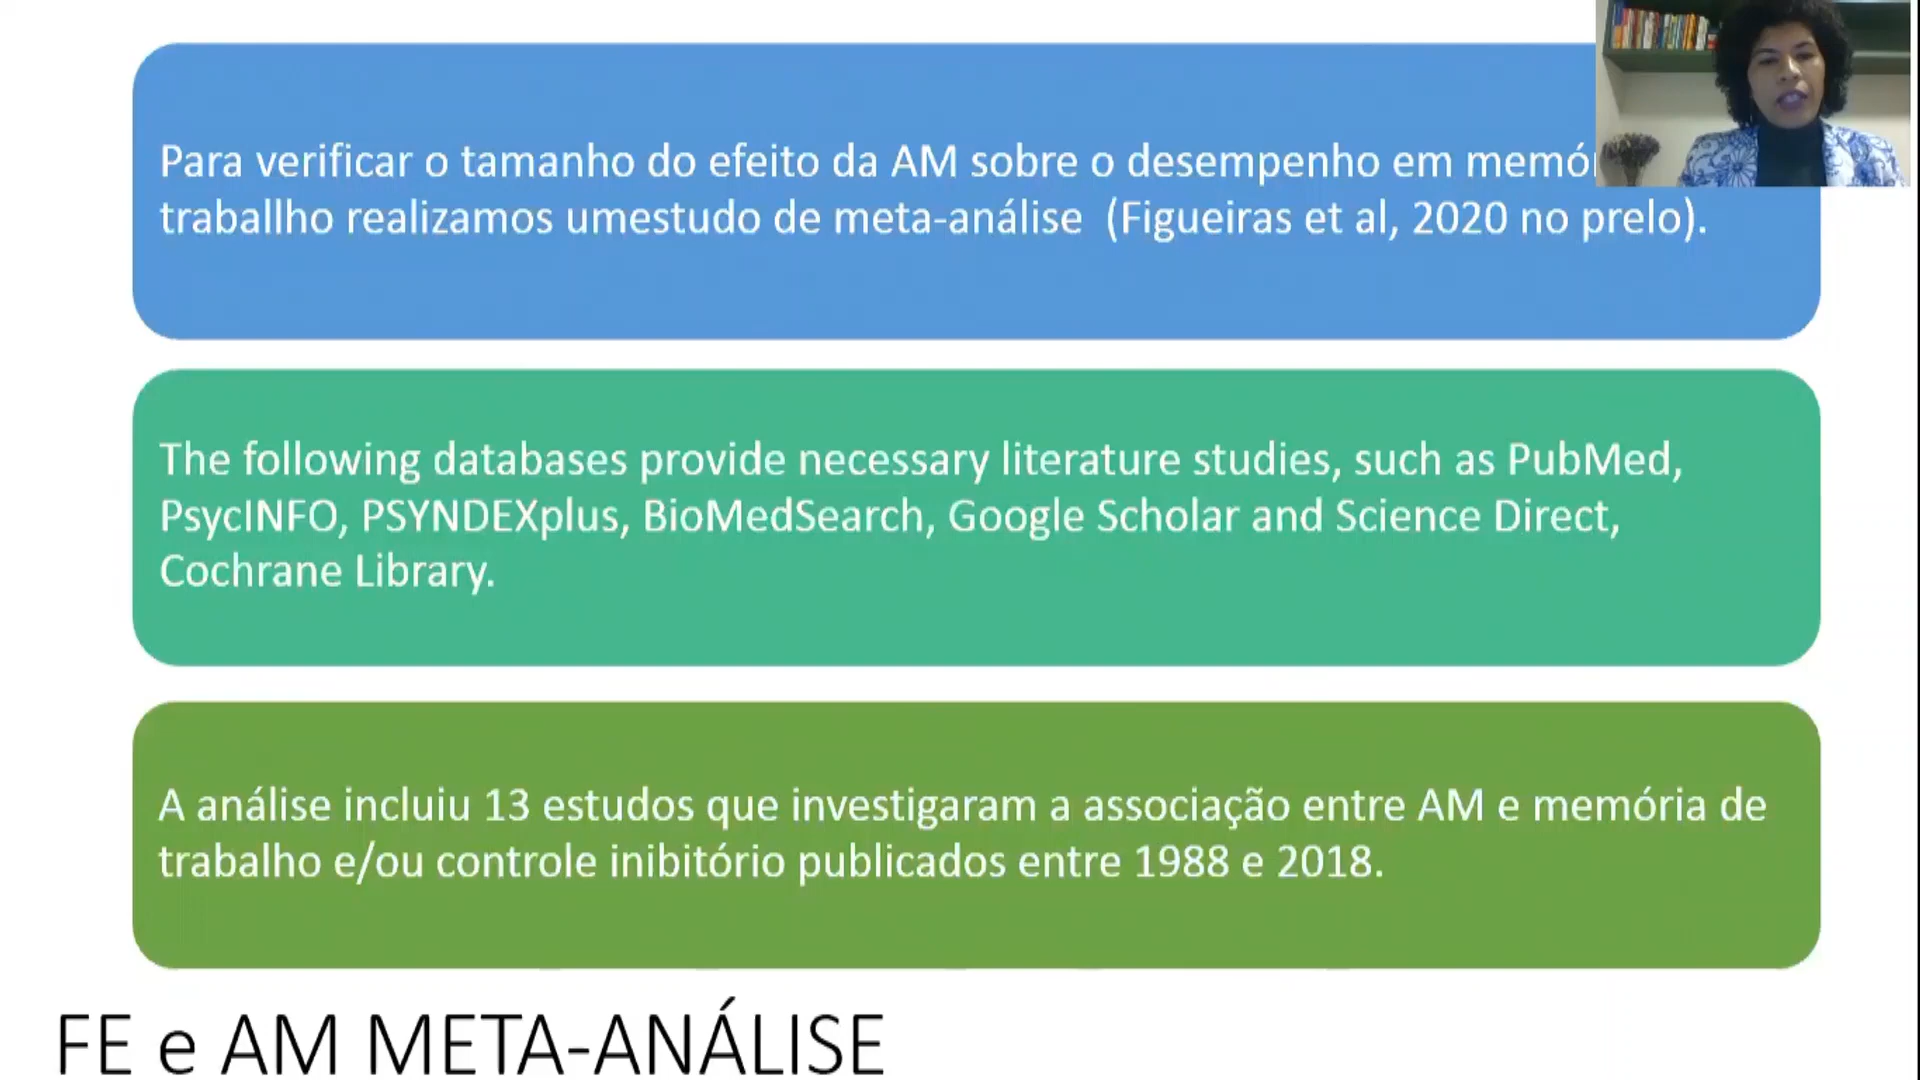 Para verificar o tamanho do efeito da AM sobre o desempenho em
traballho realizamos umestudo de meta-análise (Figueiras et al, 2020 no prelo).
The following databases provide necessary literature studies, such as PubMed,
PsycINFO, PSYNDEXplus, BioMedSearch, Google Scholar and Science Direct,
Cochrane Library.
A análise incluiu 13 estudos que investigaram a associação entre AM e memória de
trabalho e/ou controle inibitório publicados entre 1988 e 2018.
FE e AM META-ANÁLISE